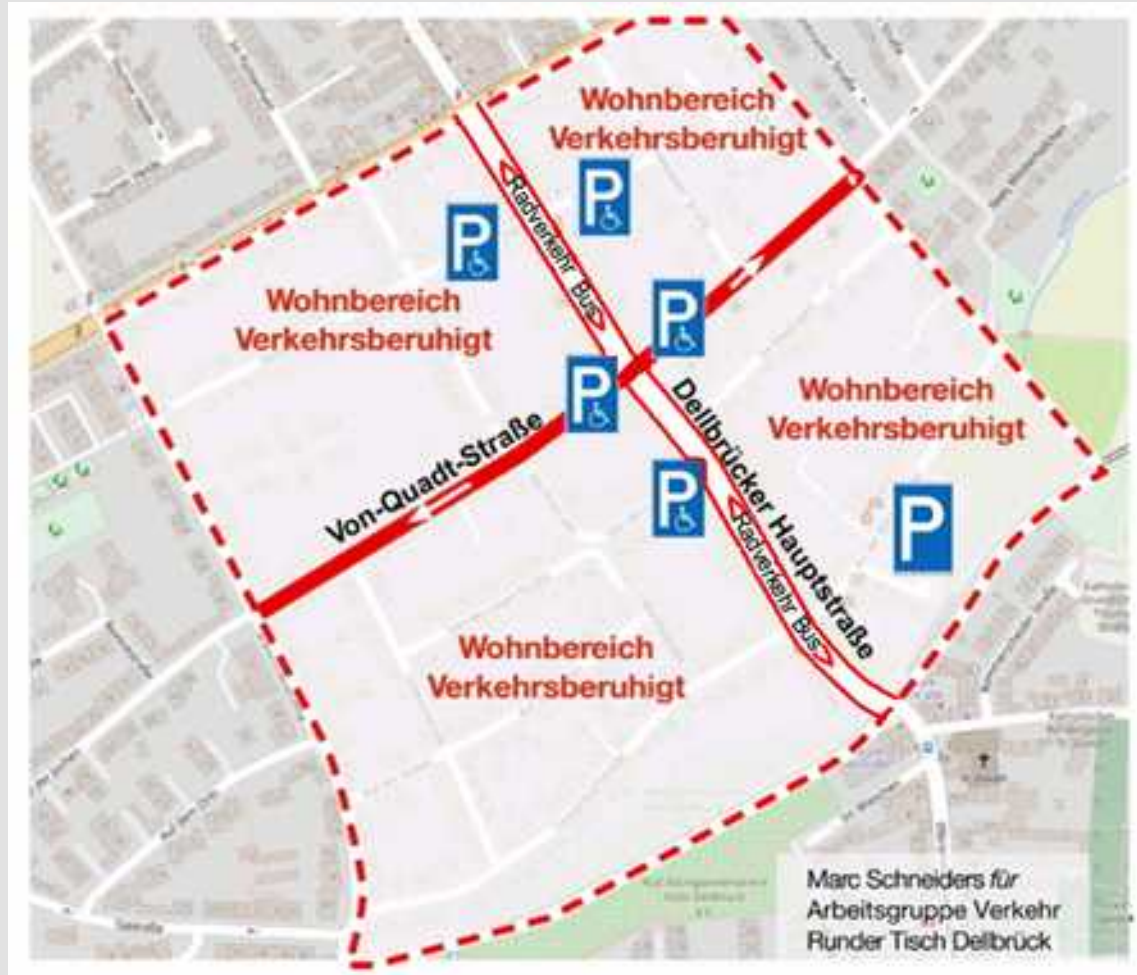 Wohnbereich
Verkehrsberuhigt
P
P
Radverkehr Bus
Wohnbereich
Verkehrsberuhigt
P
P
Wohnbereich
Verkehrsberuhigt
Von-Quadt-Straße
Dellbrücker Hauptstraße
P
P
Radverkehr Bus
Wohnbereich
Verkehrsberuhigt
Marc Schneiders für
Arbeitsgruppe Verkehr
Runder Tisch Dellbrück